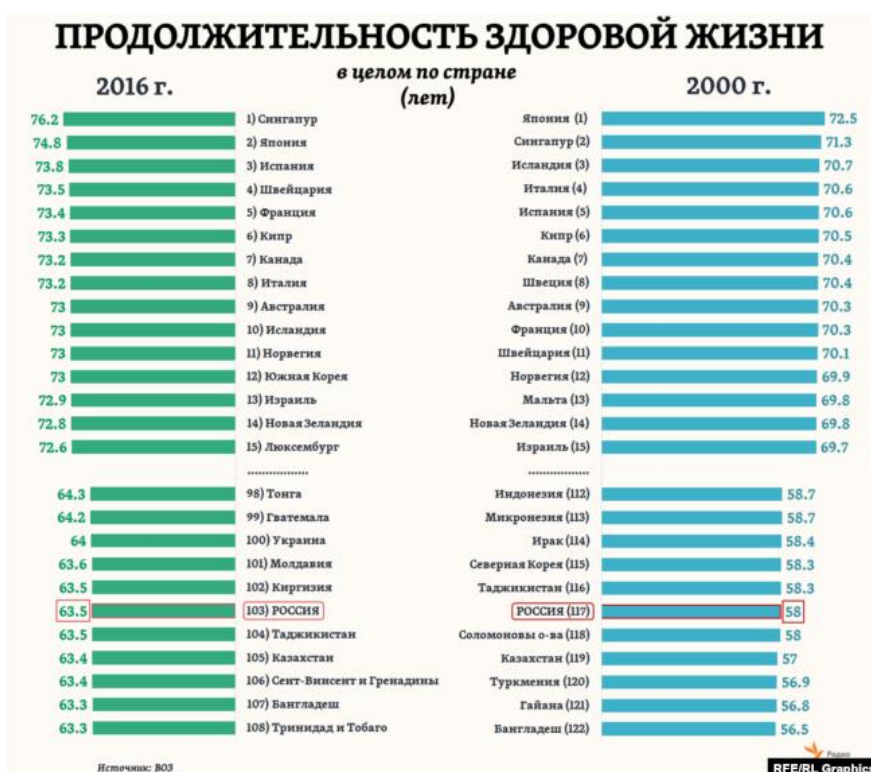 ПРОДОЛЖИТЕЛЬНОСТЬ ЗДОРОВОЙ ЖИЗНИ
в целом по стране
(лет)
2016 г.
2000 г.
76.2 1) Сингапур Япония (1) 72.5
74.8 2) Япония Сингапур (2) 71.3
73.8 3) Испания Исландия (3) 70.7
73.5 4) Швейцария Италия (4) 70.6
73.4 5) Франция Испания (5) 70.6
73.3 6) Кипр Кипр (6) 70.5
73.2 7) Канада Канада (7) 70.4
73.2 8) Италия Швеция (8) 70.4
73 9) Австралия Австралия (9) 70.3
73 10) Исландия Франция (10) 70.3
73 11) Норвегия Швейцария (11) 70.1
73 12) Южная Корея Норвегия (12) 69.9
72.9 13) Израиль Мальта (13) 69.8
72.8 14) Новая Зеландия Новая Зеландия (14) 69.8
72.6 15) Люксембург Израиль (15) 69.7
................. .................
64.3 98) Тонга Индонезия (112) 58.7
64.2 99) Гватемала Микронезия (113) 58.7
64 100) Украина Ирак (114) 58.4
63.6 101) Молдавия Северная Корея (115) 58.3
63.5 102) Киргизия Таджикистан (116) 58.3
63.5 103) РОССИЯ РОССИЯ (117) 58
63.5 104) Таджикистан Соломоновы о-ва (118) 58
63.4 105) Казахстан Казахстан (119) 57
63.4 106) Сент-Винсент и Гренадины Туркмения (120) 56.9
63.3 107) Бангладеш Гайана (121) 56.8
63.3 108) Тринидад и Тобаго Бангладеш (122) 56.5
Источник: ВОЗ
Радио
RFE/RL Graphics